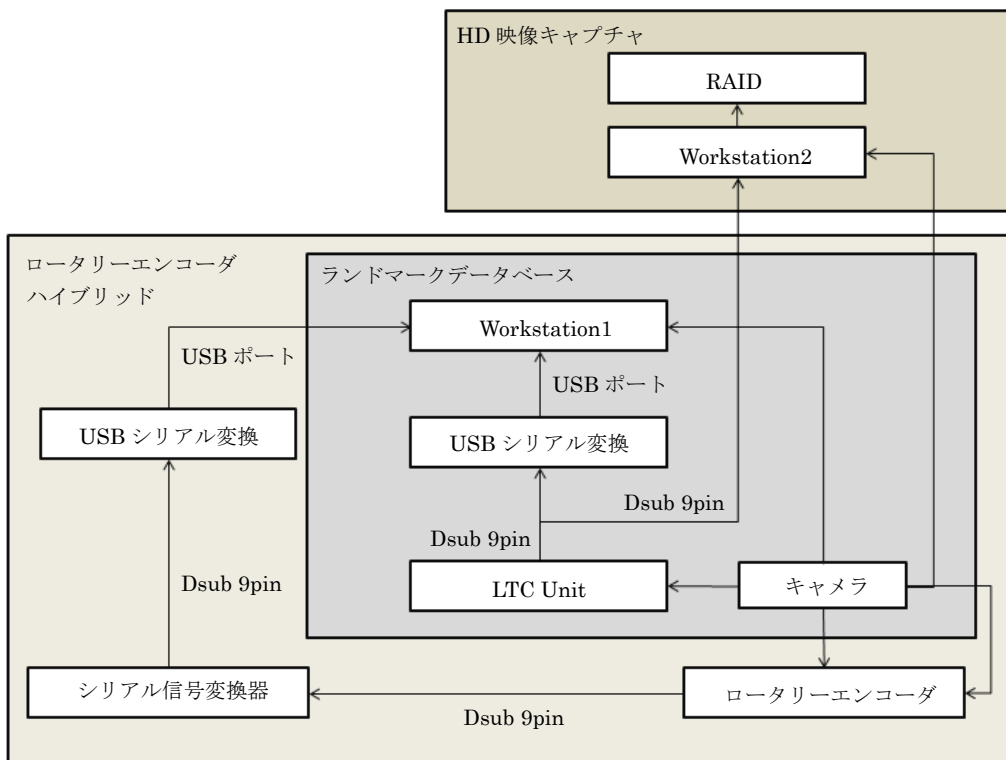 HD 映像キャプチャ
RAID
Workstation2
ロータリーエンコーダ
ハイブリッド
ランドマークデータベース
Workstation1
USB ポート
USB ポート
USB シリアル変換
USB シリアル変換
Dsub 9pin
Dsub 9pin
Dsub 9pin
LTC Unit
キャメラ
シリアル信号変換器
ロータリーエンコーダ
Dsub 9pin